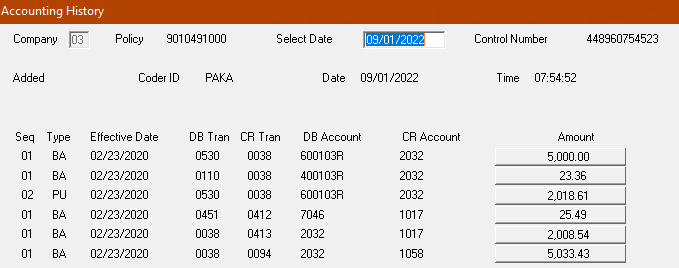 Accounting History
Company 03 Policy 9010491000 Select Date 09/01/2022 Control Number 448960754523
Added Coder ID PAKA Date 09/01/2022 Time 07:54:52
Seq Type Effective Date DB Tran CR Tran DB Account CR Account Amount
01 BA 02/23/2020 0530 0038 600103R 2032 5,000.00
01 BA 02/23/2020 0110 0038 400103R 2032 23.36
02 PU 02/23/2020 0530 0038 600103R 2032 2,018.61
01 BA 02/23/2020 0451 0412 7046 1017 25.49
01 BA 02/23/2020 0038 0413 2032 1017 2,008.54
01 BA 02/23/2020 0038 0094 2032 1058 5,033.43